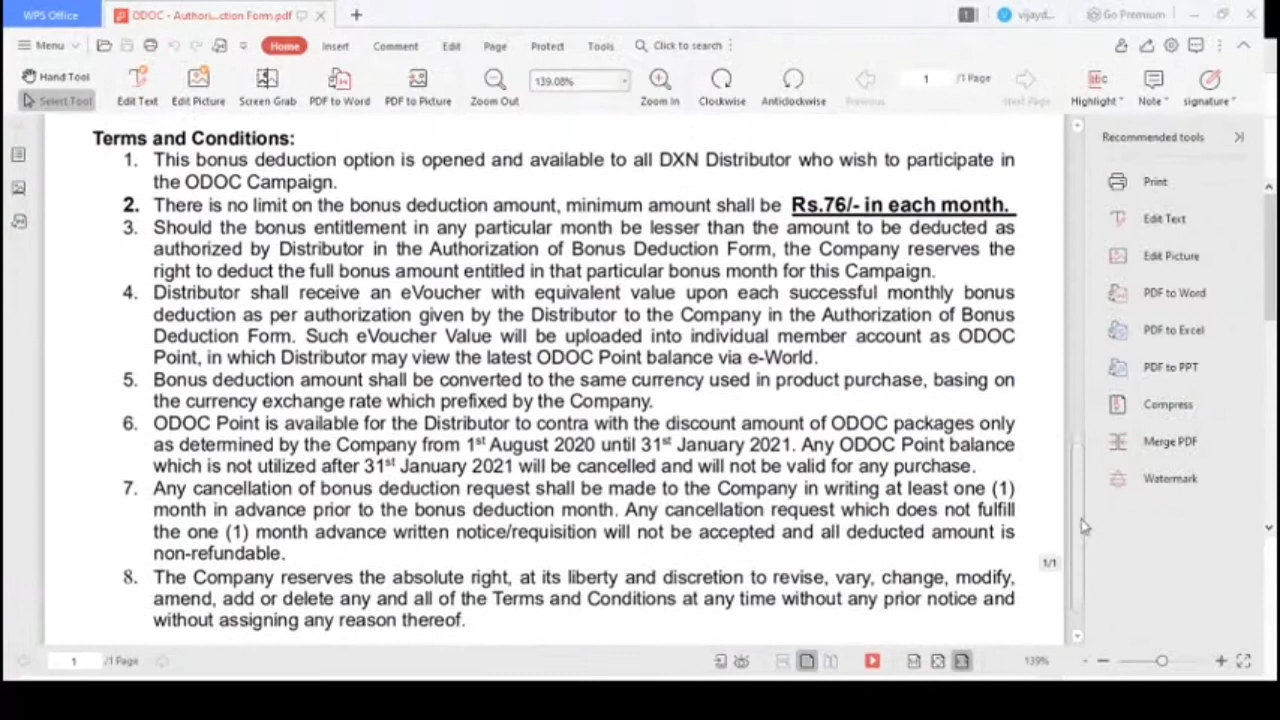 WPS Office
ODOC - Authori...ction Form.pdf
1
vijayd...
Go Premium
Menu
Home
Insert
Comment
Edit
Page
Protect
Tools
Click to search
Hand Tool
Select Tool
Edit Text
Edit Picture
Screen Grab
PDF to Word
PDF to Picture
Zoom Out
139.08%
Zoom In
Clockwise
Anticlockwise
Previous
1 /1 Page
Next Page
Highlight
Note
signature
Terms and Conditions:
1. This bonus deduction option is opened and available to all DXN Distributor who wish to participate in
the ODOC Campaign.
2. There is no limit on the bonus deduction amount, minimum amount shall be Rs.76/- in each month.
3. Should the bonus entitlement in any particular month be lesser than the amount to be deducted as
authorized by Distributor in the Authorization of Bonus Deduction Form, the Company reserves the
right to deduct the full bonus amount entitled in that particular bonus month for this Campaign.
4. Distributor shall receive an eVoucher with equivalent value upon each successful monthly bonus
deduction as per authorization given by the Distributor to the Company in the Authorization of Bonus
Deduction Form. Such eVoucher Value will be uploaded into individual member account as ODOC
Point, in which Distributor may view the latest ODOC Point balance via e-World.
5. Bonus deduction amount shall be converted to the same currency used in product purchase, basing on
the currency exchange rate which prefixed by the Company.
6. ODOC Point is available for the Distributor to contra with the discount amount of ODOC packages only
as determined by the Company from 1st August 2020 until 31st January 2021. Any ODOC Point balance
which is not utilized after 31st January 2021 will be cancelled and will not be valid for any purchase.
7. Any cancellation of bonus deduction request shall be made to the Company in writing at least one (1)
month in advance prior to the bonus deduction month. Any cancellation request which does not fulfill
the one (1) month advance written notice/requisition will not be accepted and all deducted amount is
non-refundable.
8. The Company reserves the absolute right, at its liberty and discretion to revise, vary, change, modify,
amend, add or delete any and all of the Terms and Conditions at any time without any prior notice and
without assigning any reason thereof.
1/1
Recommended tools
Print
Edit Text
Edit Picture
PDF to Word
PDF to Excel
PDF to PPT
Compress
Merge PDF
Watermark
1 /1 Page
139%